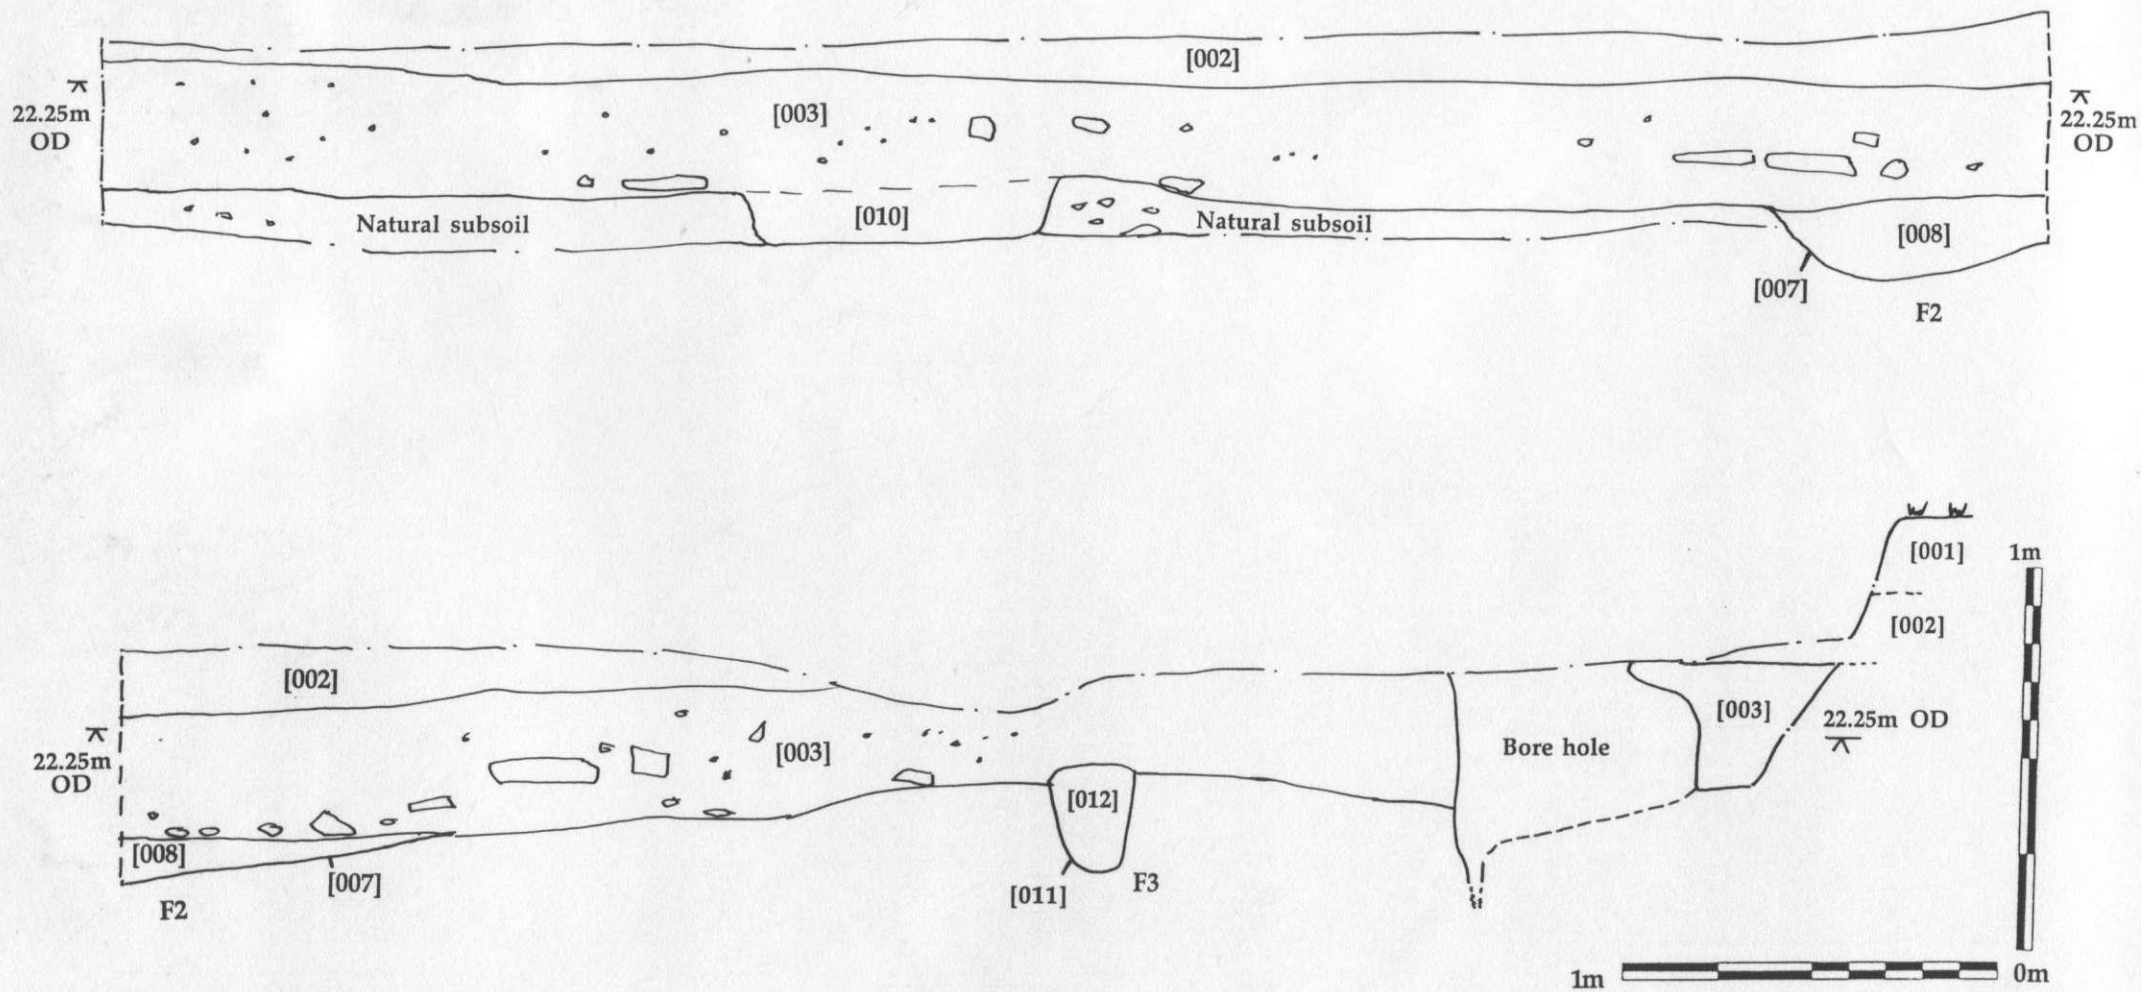 [002]
[003]
22.25m
OD
22.25m
OD
Natural subsoil
[010]
Natural subsoil
[008]
[007]
F2
[001]
1m
[002]
[002]
[003]
22.25m OD
[003]
Bore hole
22.25m
OD
[012]
[008]
[007]
[011]
F3
F2
1m
0m